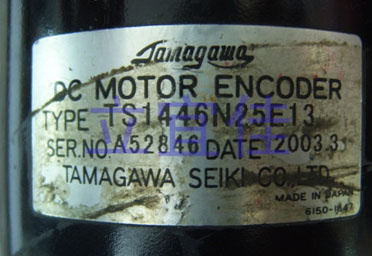 Tamagawa
DC MOTOR ENCODER
TYPE TS1446N25E13
SER.NO. A52846 DATE 2003.3
TAMAGAWA SEIKI CO.,LTD.
MADE IN JAPAN
6150-1847